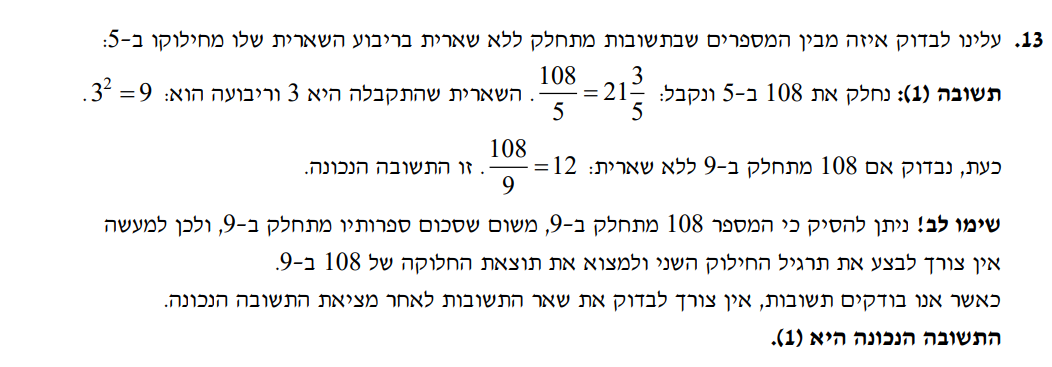 13. עלינו לבדוק איזה מבין המספרים שבתשובות מתחלק ללא שארית בריבוע השארית שלו מחילוקו ב-5:
תשובה (1): נחלק את 108 ב-5 ונקבל: 108/5 = 21 3/5. השארית שהתקבלה היא 3 וריבועה הוא: 3² = 9.
כעת, נבדוק אם 108 מתחלק ב-9 ללא שארית: 108/9 = 12. זו התשובה הנכונה.
שימו לב! ניתן להסיק כי המספר 108 מתחלק ב-9, משום שסכום ספרותיו מתחלק ב-9, ולכן למעשה
אין צורך לבצע את תרגיל החילוק השני ולמצוא את תוצאת החלוקה של 108 ב-9.
כאשר אנו בודקים תשובות, אין צורך לבדוק את שאר התשובות לאחר מציאת התשובה הנכונה.
התשובה הנכונה היא (1).